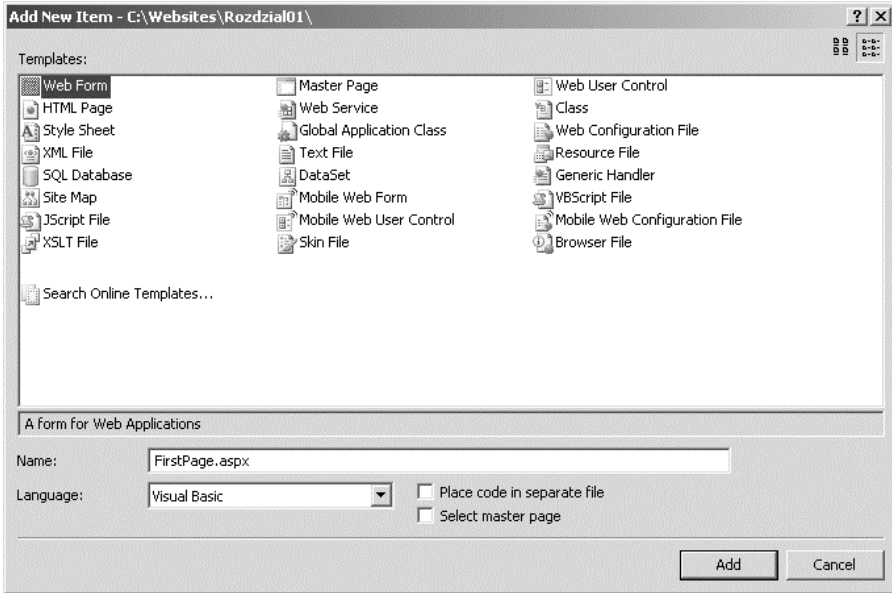 Add New Item - C:\Websites\Rozdzial01\
Templates:
Web Form Master Page Web User Control
HTML Page Web Service Class
Style Sheet Global Application Class Web Configuration File
XML File Text File Resource File
SQL Database DataSet Generic Handler
Site Map Mobile Web Form VBScript File
JScript File Mobile Web User Control Mobile Web Configuration File
XSLT File Skin File Browser File
Search Online Templates...
A form for Web Applications
Name: FirstPage.aspx
Language: Visual Basic Place code in separate file
Select master page
Add Cancel